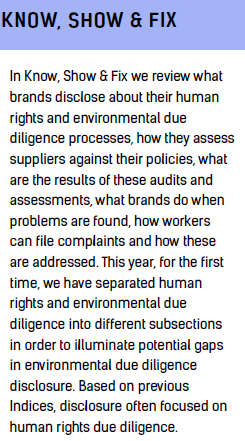 KNOW, SHOW & FIX
In Know, Show & Fix we review what
brands disclose about their human
rights and environmental due
diligence processes, how they assess
suppliers against their policies, what
are the results of these audits and
assessments, what brands do when
problems are found, how workers
can file complaints and how these
are addressed. This year, for the first
time, we have separated human
rights and environmental due
diligence into different subsections
in order to illuminate potential gaps
in environmental due diligence
disclosure. Based on previous
Indices, disclosure often focused on
human rights due diligence.